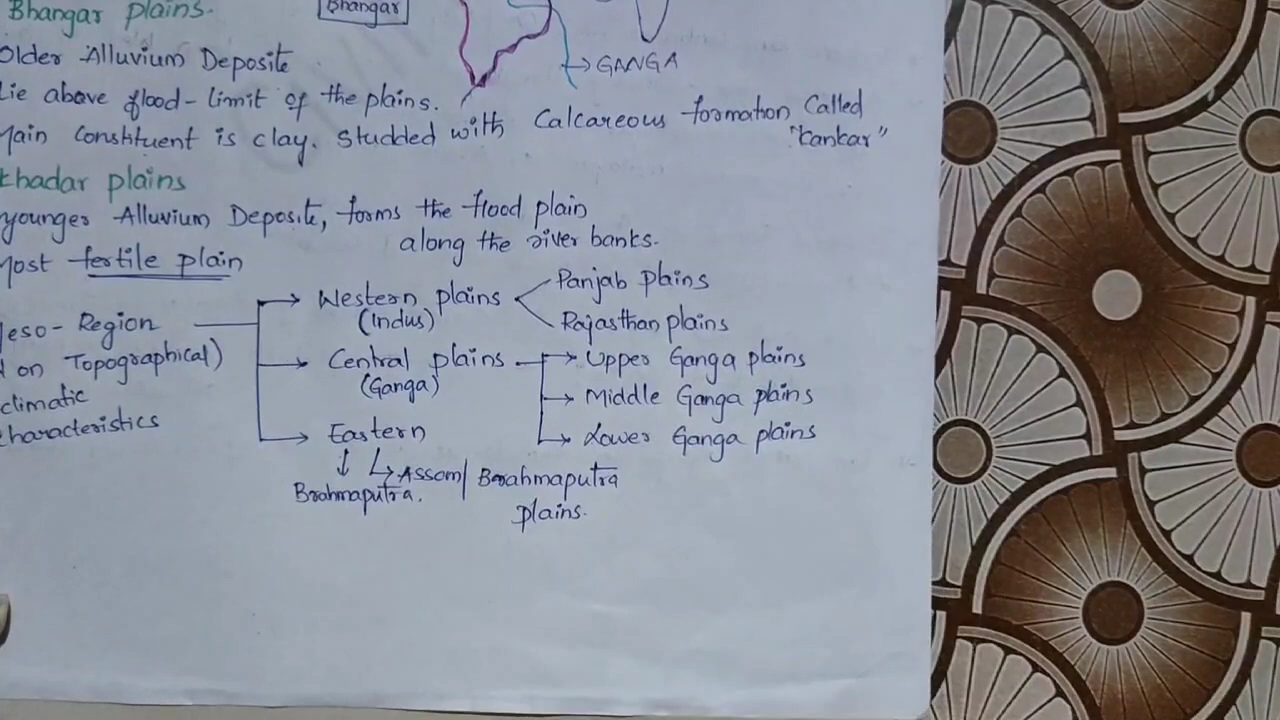 Bhangar plains.
Bhangar
GANGA
Older Alluvium Deposite
Lie above flood-limit of the plains.
Main Constituent is clay. Studded with Calcareous formation Called
"kankar"
khadar plains
younger Alluvium Deposite, forms the flood plain
along the river banks.
Most fertile plain
Western plains
(Indus)
Panjab plains
Rajasthan plains
eso-Region
on Topographical)
climatic
characteristics
Central plains
(Ganga)
Upper Ganga plains
Middle Ganga plains
Lower Ganga plains
Eastern
Brahmaputra.
Assom/ Brahmaputra
plains.